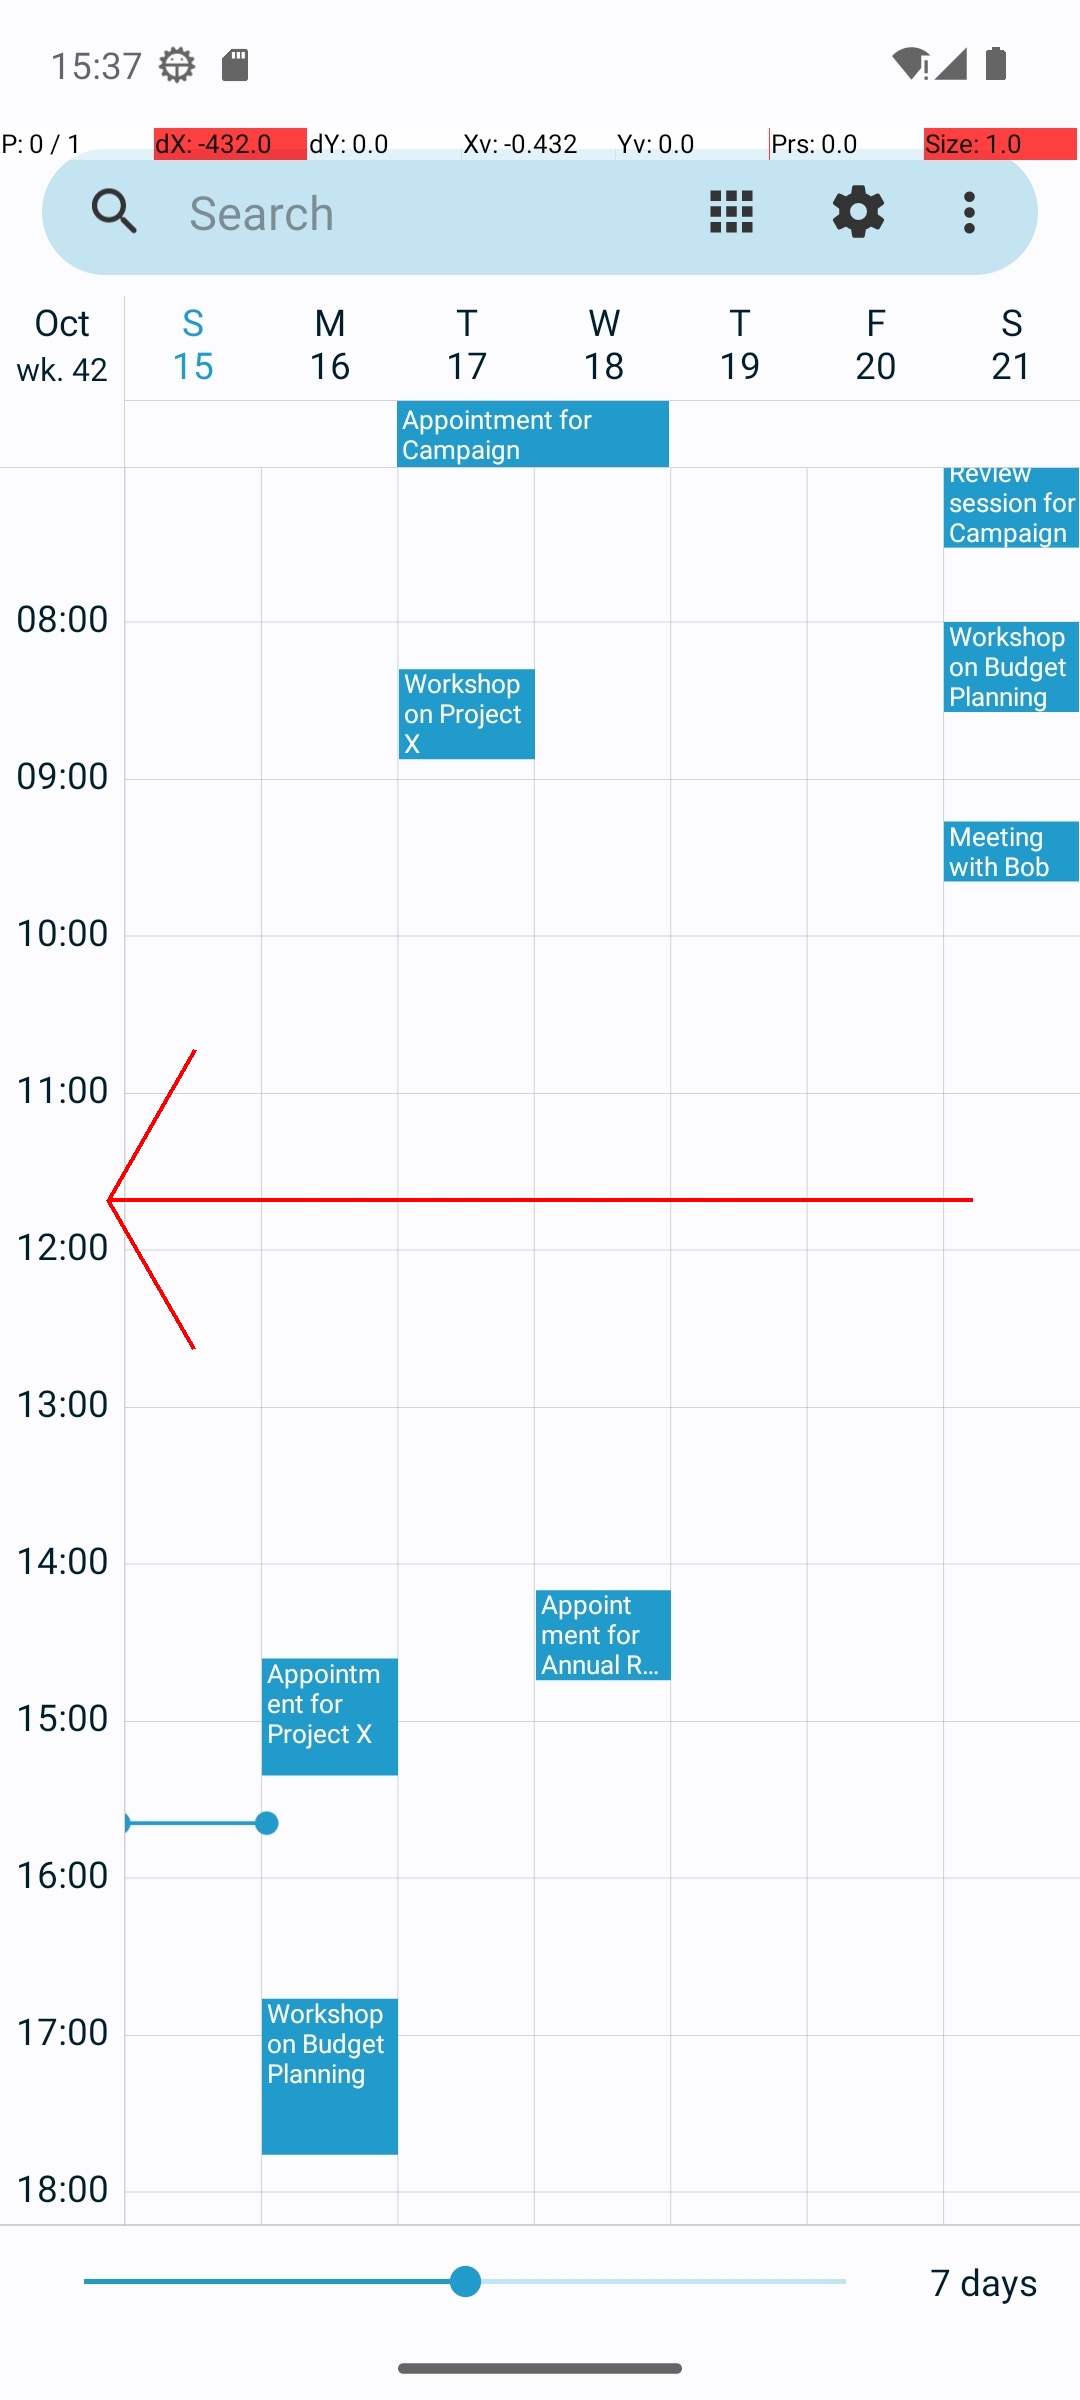 15:37
P: 0 / 1
dX: -432.0
dY: 0.0
Xv: -0.432
Yv: 0.0
Prs: 0.0
Size: 1.0
Search
Oct
wk. 42
S
15
M
16
T
17
W
18
T
19
F
20
S
21
Appointment for
Campaign
Review
session for
Campaign
08:00
Workshop
on Budget
Planning
Workshop
on Project
X
09:00
Meeting
with Bob
10:00
11:00
12:00
13:00
14:00
Appoint
ment for
Annual R...
Appointm
ent for
Project X
15:00
16:00
Workshop
on Budget
Planning
17:00
18:00
7 days